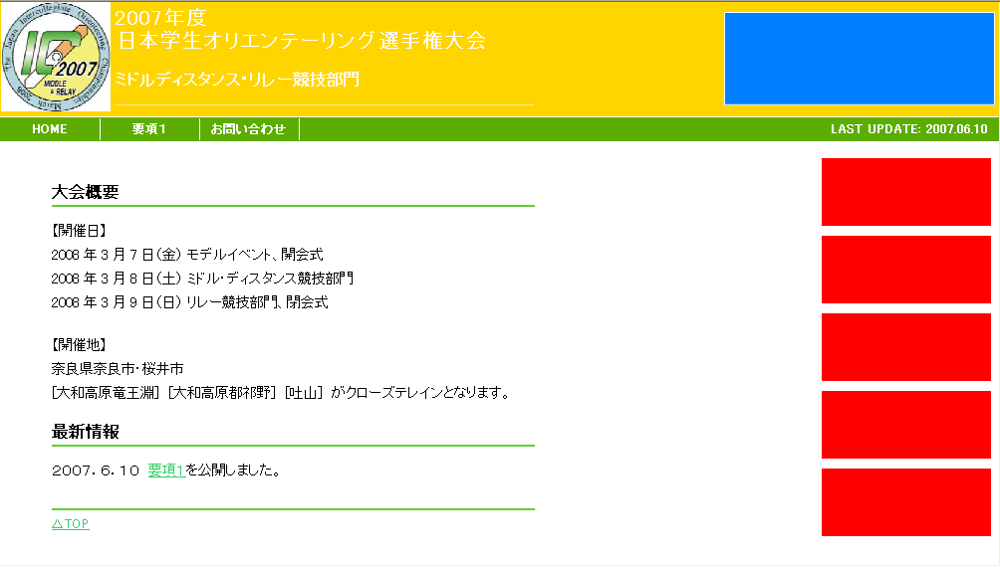 2007年度
日本学生オリエンテーリング選手権大会
ミドルディスタンス・リレー競技部門
The Japan Intercollegiate Orienteering Championships March 2008
IC
2007
MIDDLE
& RELAY
HOME 要項1 お問い合わせ LAST UPDATE: 2007.06.10
大会概要
【開催日】
2008 年 3 月 7 日(金) モデルイベント、開会式
2008 年 3 月 8 日(土) ミドル・ディスタンス競技部門
2008 年 3 月 9 日(日) リレー競技部門、閉会式
【開催地】
奈良県奈良市・桜井市
[大和高原竜王淵] [大和高原都祁野] [吐山] がクローズテレインとなります。
最新情報
2007.6.10 要項1を公開しました。
△TOP